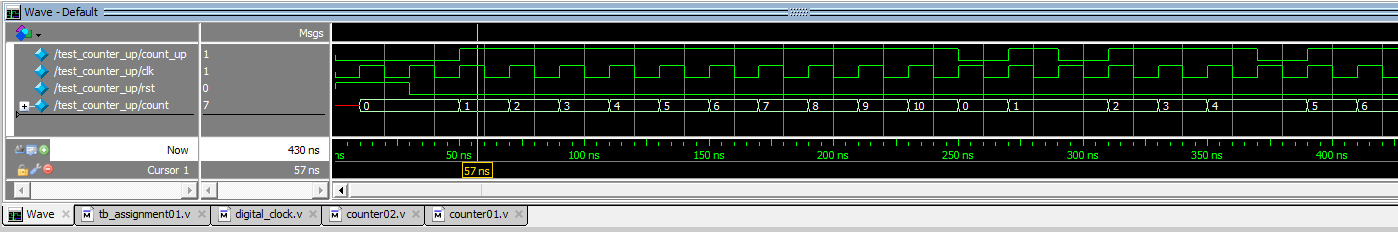 Wave - Default
Msgs
/test_counter_up/count_up 1
/test_counter_up/clk 1
/test_counter_up/rst 0
/test_counter_up/count 7 0 1 2 3 4 5 6 7 8 9 10 0 1 2 3 4 5 6
Now 430 ns ns 50 ns 100 ns 150 ns 200 ns 250 ns 300 ns 350 ns 400 ns
Cursor 1 57 ns 57 ns
Wave tb_assignment01.v digital_clock.v counter02.v counter01.v